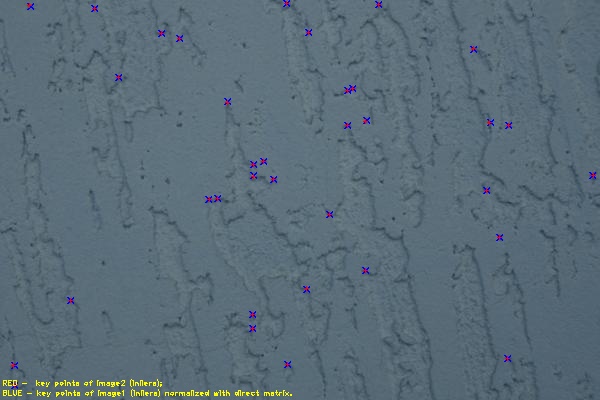 RED -  key points of image2 (inliers);
BLUE - key points of image1 (inliers) normalized with direct matrix.